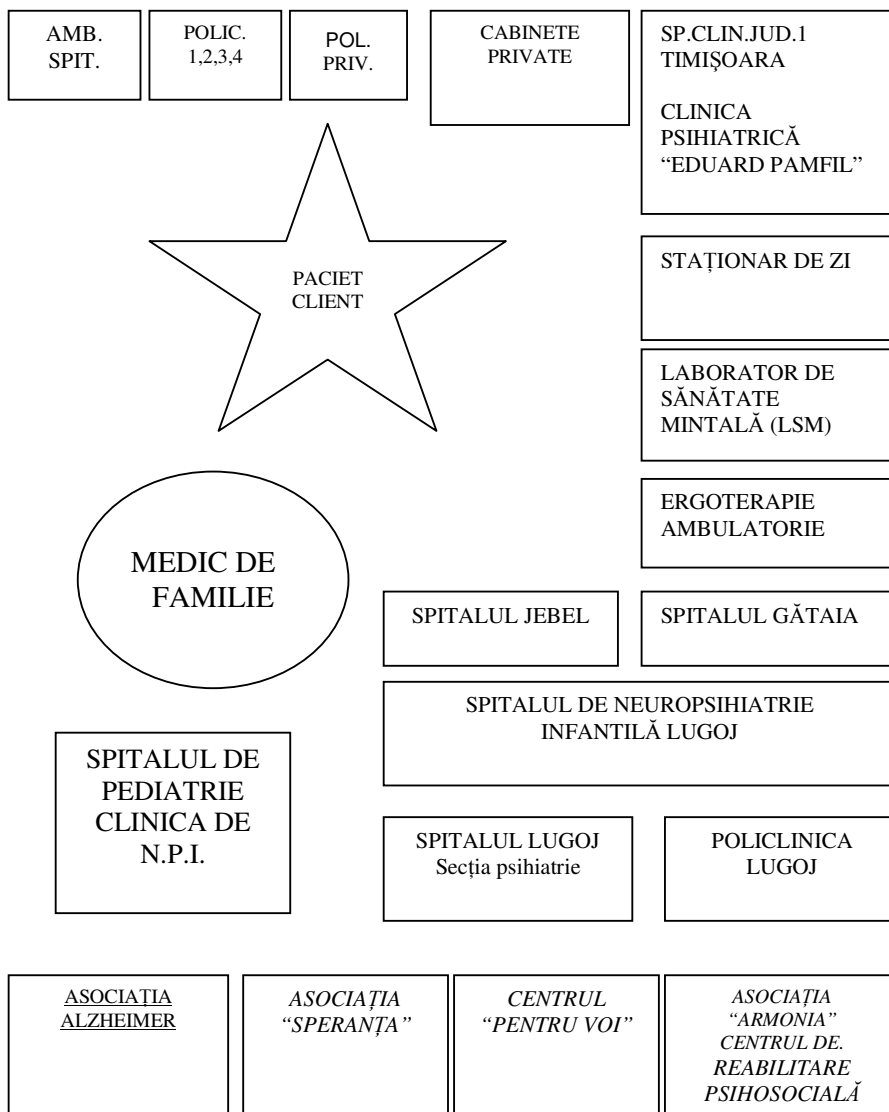 AMB.
SPIT.
POLIC.
1,2,3,4
POL.
PRIV.
CABINETE
PRIVATE
SP.CLIN.JUD.1
TIMIŞOARA
CLINICA
PSIHIATRICĂ
“EDUARD PAMFIL”
PACIET
CLIENT
STAȚIONAR DE ZI
LABORATOR DE
SĂNĂTATE
MINTALĂ (LSM)
ERGOTERAPIE
AMBULATORIE
MEDIC DE
FAMILIE
SPITALUL JEBEL
SPITALUL GĂTAIA
SPITALUL DE NEUROPSIHIATRIE
INFANTILĂ LUGOJ
SPITALUL DE
PEDIATRIE
CLINICA DE
N.P.I.
SPITALUL LUGOJ
Secția psihiatrie
POLICLINICA
LUGOJ
ASOCIAȚIA
ALZHEIMER
ASOCIAȚIA
“SPERANȚA”
CENTRUL
“PENTRU VOI”
ASOCIAȚIA
“ARMONIA”
CENTRUL DE.
REABILITARE
PSIHOSOCIALĂ